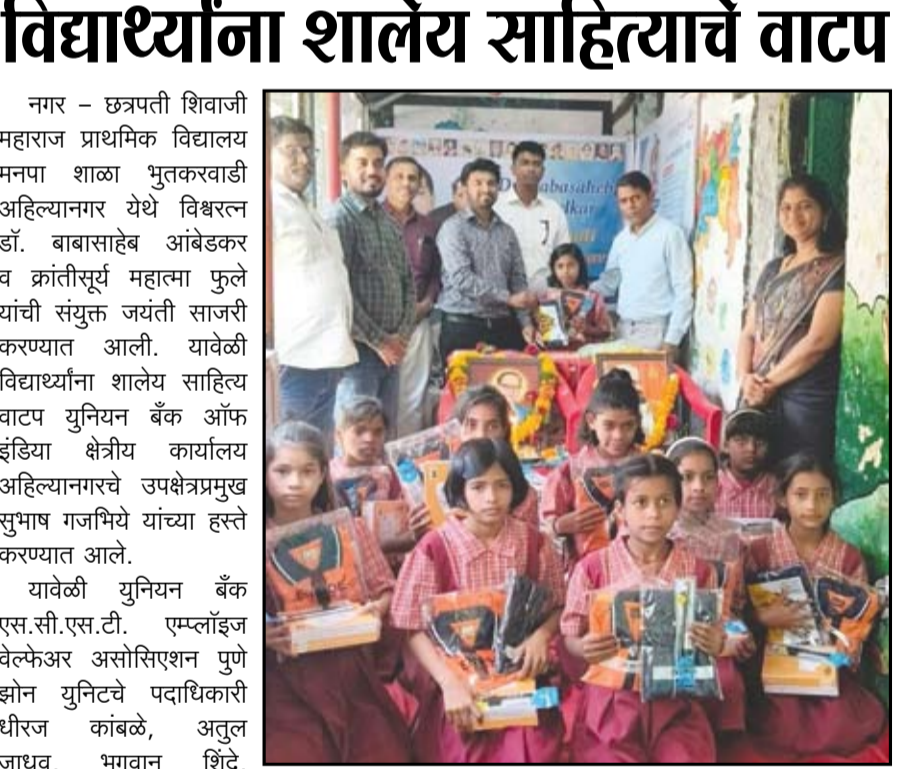 विद्यार्थ्यांना शालेय साहित्याचे वाटप
नगर – छत्रपती शिवाजी
महाराज प्राथमिक विद्यालय
मनपा शाळा भुतकरवाडी
अहिल्यानगर येथे विश्वरत्न
डॉ. बाबासाहेब आंबेडकर
व क्रांतीसूर्य महात्मा फुले
यांची संयुक्त जयंती साजरी
करण्यात आली. यावेळी
विद्यार्थ्यांना शालेय साहित्य
वाटप युनियन बँक ऑफ
इंडिया क्षेत्रीय कार्यालय
अहिल्यानगरचे उपक्षेत्रप्रमुख
सुभाष गजभिये यांच्या हस्ते
करण्यात आले.
यावेळी युनियन बँक
एस.सी.एस.टी. एम्प्लॉइज
वेल्फेअर असोसिएशन पुणे
झोन युनिटचे पदाधिकारी
धीरज कांबळे, अतुल
जाधव, भगवान शिंदे,